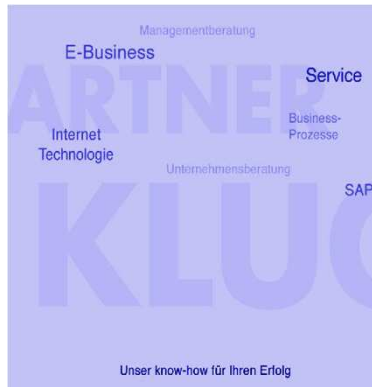 Managementberatung
E-Business
Service
ARTNER
Business-
Prozesse
Internet
Technologie
Unternehmensberatung
SAP
KLUG
Unser know-how für Ihren Erfolg